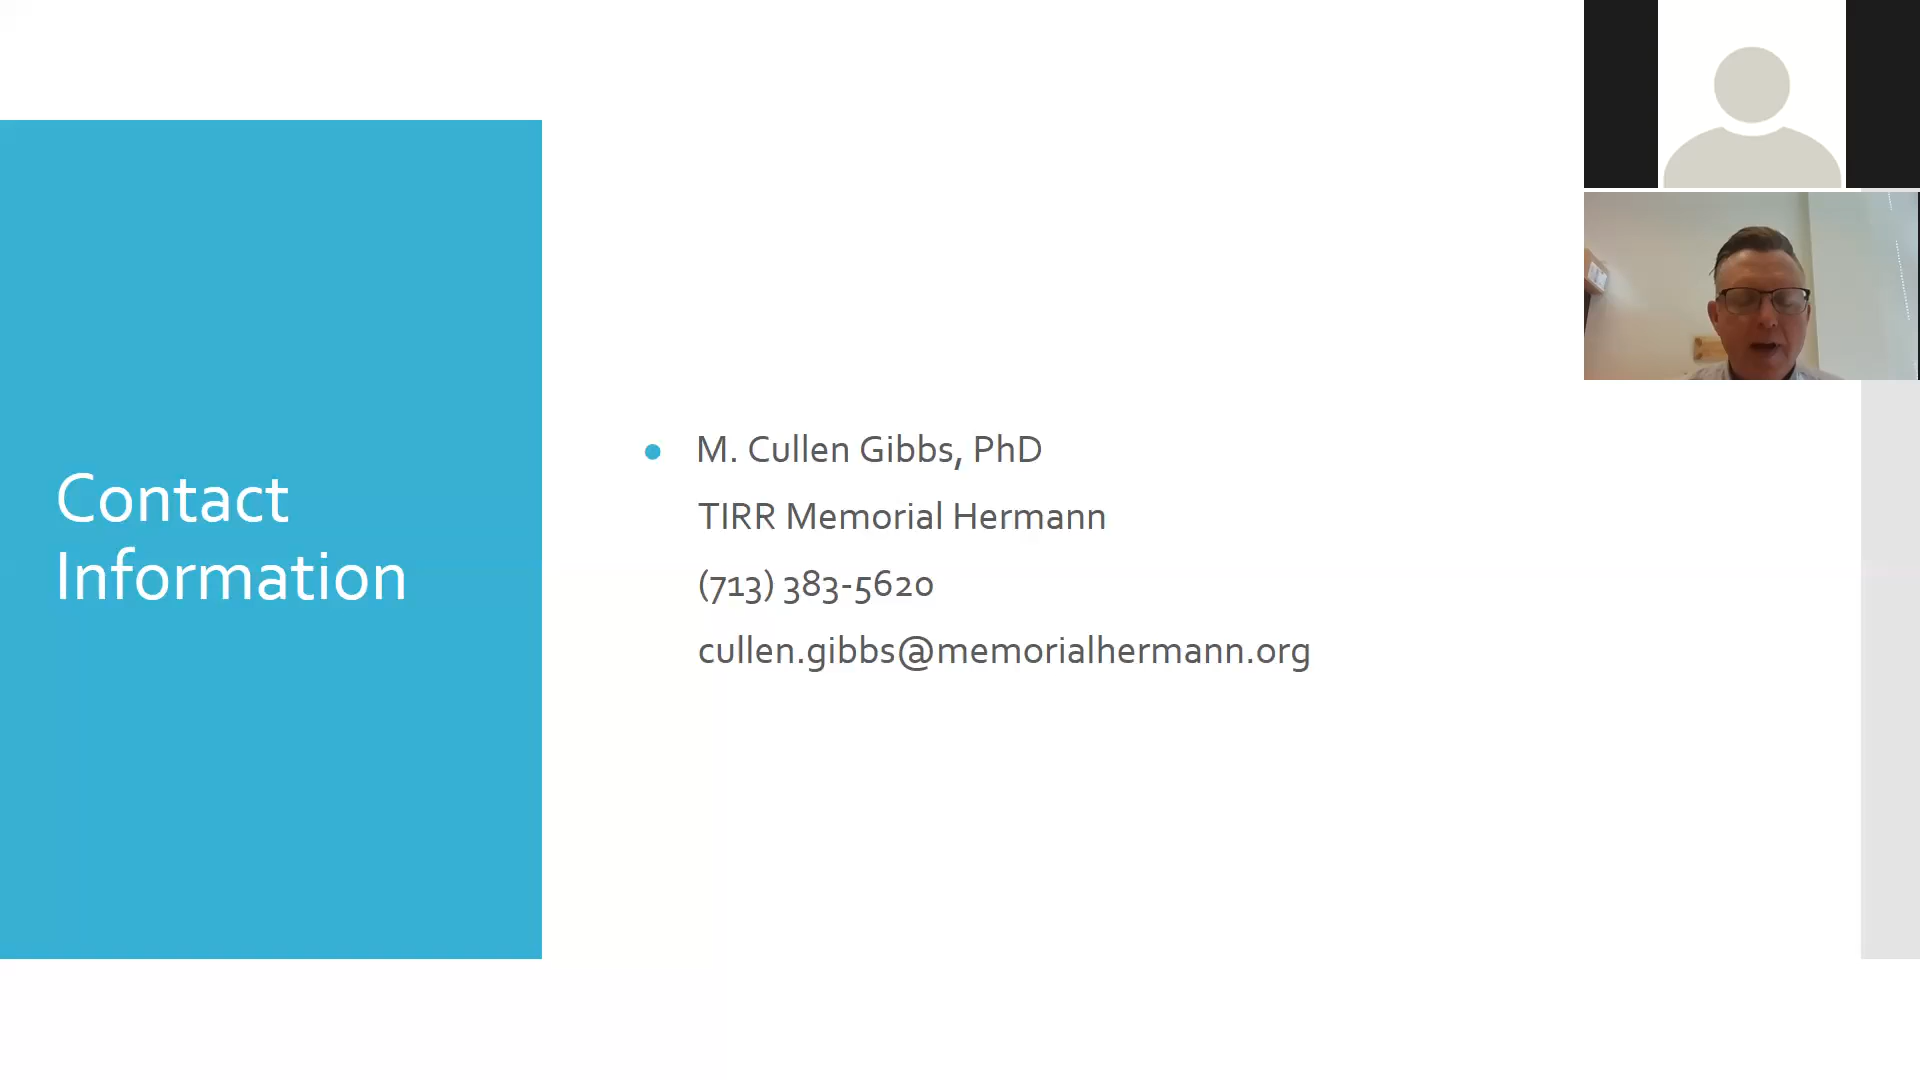 Contact
Information
M. Cullen Gibbs, PhD
TIRR Memorial Hermann
(713) 383-5620
cullen.gibbs@memorialhermann.org